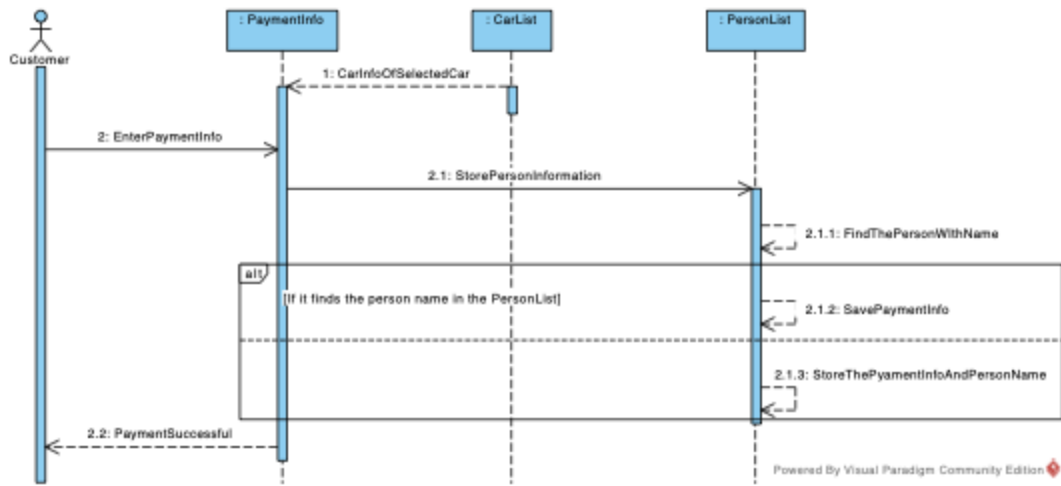 : PaymentInfo
: CarList
: PersonList
Customer
1: CarInfoOfSelectedCar
2: EnterPaymentInfo
2.1: StorePersonInformation
2.1.1: FindThePersonWithName
alt
[If it finds the person name in the PersonList]
2.1.2: SavePaymentInfo
2.1.3: StoreThePyamentInfoAndPersonName
2.2: PaymentSuccessful
Powered By Visual Paradigm Community Edition